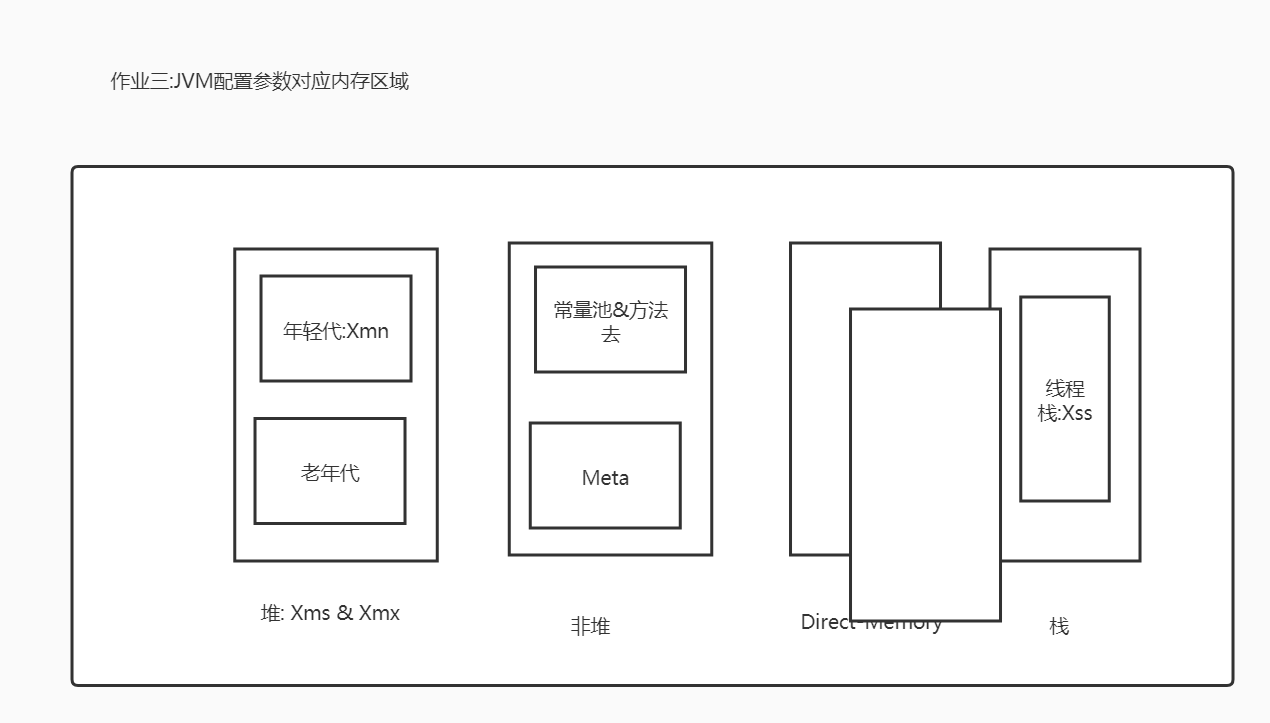 作业三:JVM配置参数对应内存区域
年轻代:Xmn
老年代
堆: Xms & Xmx
常量池&方法
去
Meta
非堆
Direct-Memory
线程
栈:Xss
栈